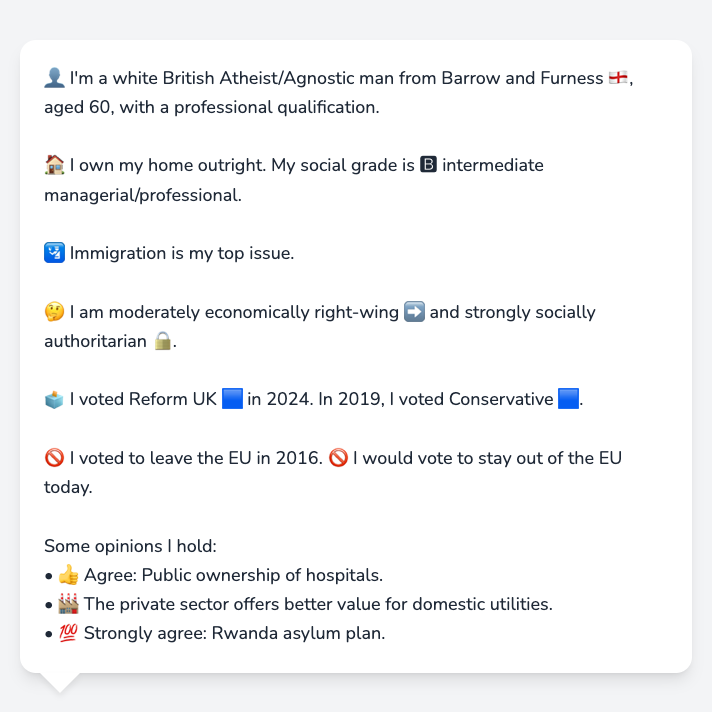 👤 I'm a white British Atheist/Agnostic man from Barrow and Furness 🏴󠁧󠁢󠁥󠁮󠁧󠁿,
aged 60, with a professional qualification.
🏠 I own my home outright. My social grade is 🅱 intermediate
managerial/professional.
🛂 Immigration is my top issue.
🤔 I am moderately economically right-wing ➡️ and strongly socially
authoritarian 🔒.
🗳️ I voted Reform UK 🟦 in 2024. In 2019, I voted Conservative 🟦.
🚫 I voted to leave the EU in 2016. 🚫 I would vote to stay out of the EU
today.
Some opinions I hold:
• 👍 Agree: Public ownership of hospitals.
• 🏭 The private sector offers better value for domestic utilities.
• 💯 Strongly agree: Rwanda asylum plan.